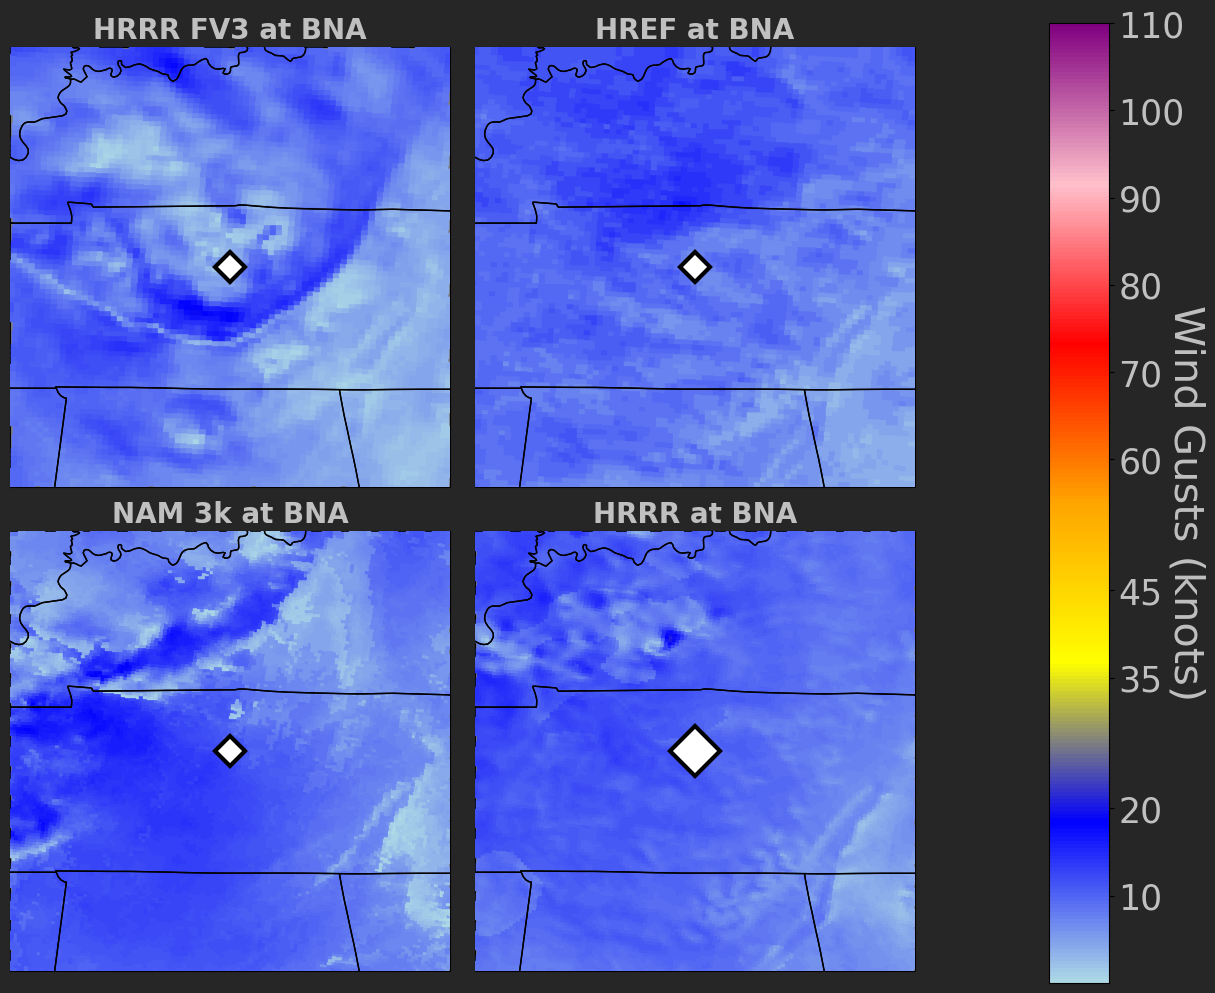 HRRR FV3 at BNA
HREF at BNA
NAM 3k at BNA
HRRR at BNA
110
100
90
80
70
60
45
35
20
10
Wind Gusts (knots)